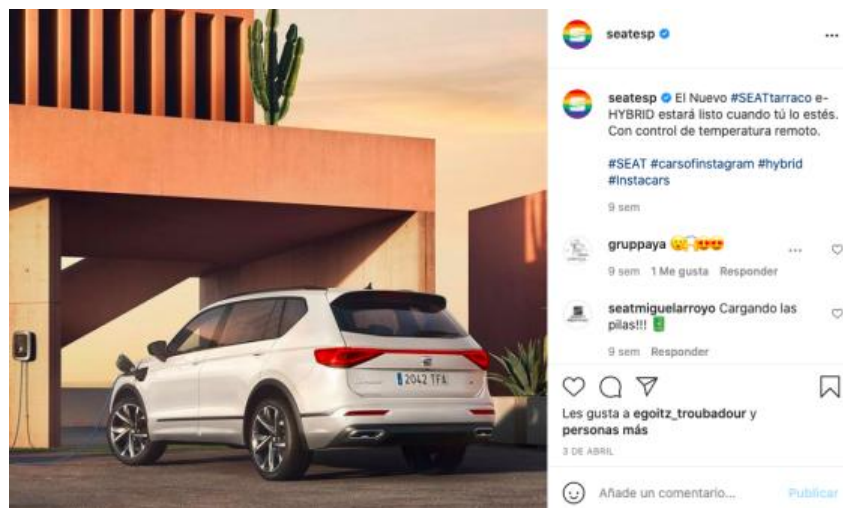 seatesp
seatesp El Nuevo #SEATtarraco e-
HYBRID estará listo cuando tú lo estés.
Con control de temperatura remoto.
#SEAT #carsofinstagram #hybrid
#Instacars
9 sem
gruppaya 😮🙌😍😍
9 sem 1 Me gusta Responder
seatmiguelarroyo Cargando las
pilas!!! 🔋
9 sem Responder
2042 TFA
Les gusta a egoitz_troubadour y
personas más
3 DE ABRIL
Añade un comentario... Publicar